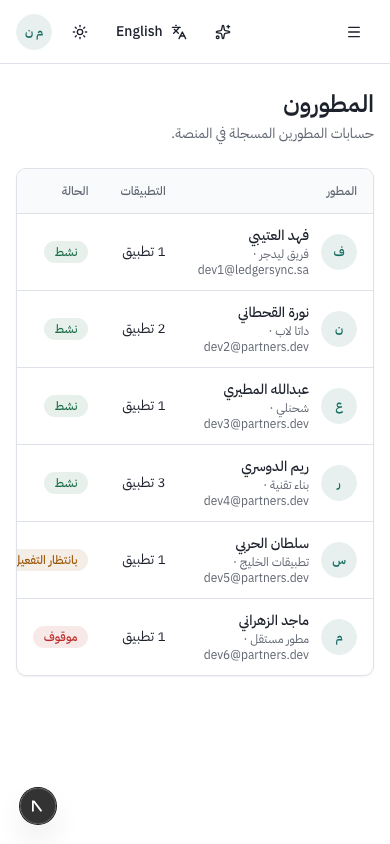 English
م ن
المطورون
حسابات المطورين المسجلة في المنصة.
المطور التطبيقات الحالة
ف
فهد العتيبي
فريق ليدجر ·
dev1@ledgersync.sa
1 تطبيق
نشط
ن
نورة القحطاني
داتا لاب ·
dev2@partners.dev
2 تطبيق
نشط
ع
عبدالله المطيري
شحنلي ·
dev3@partners.dev
1 تطبيق
نشط
ر
ريم الدوسري
بناء تقنية ·
dev4@partners.dev
3 تطبيق
نشط
س
سلطان الحربي
تطبيقات الخليج ·
dev5@partners.dev
1 تطبيق
بانتظار التفعيل
م
ماجد الزهراني
مطور مستقل ·
dev6@partners.dev
1 تطبيق
موقوف